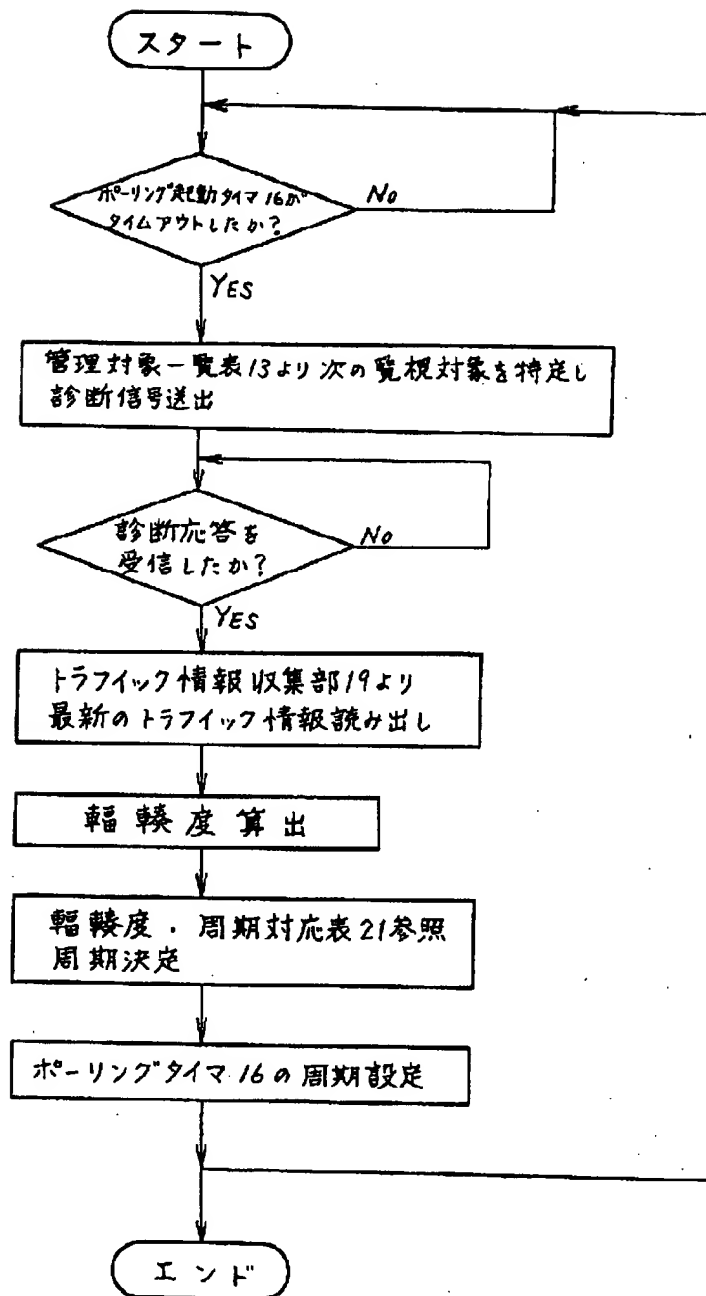 スタート
ポーリング起動タイマ16が
タイムアウトしたか?
No
YES
管理対象一覧表13より次の覧視対象を特定し
診断信号送出
診断応答を
受信したか?
No
YES
トラフイック情報収集部19より
最新のトラフイック情報読み出し
輻輳度算出
輻輳度・周期対応表21参照
周期決定
ポーリングタイマ16の周期設定
エンド